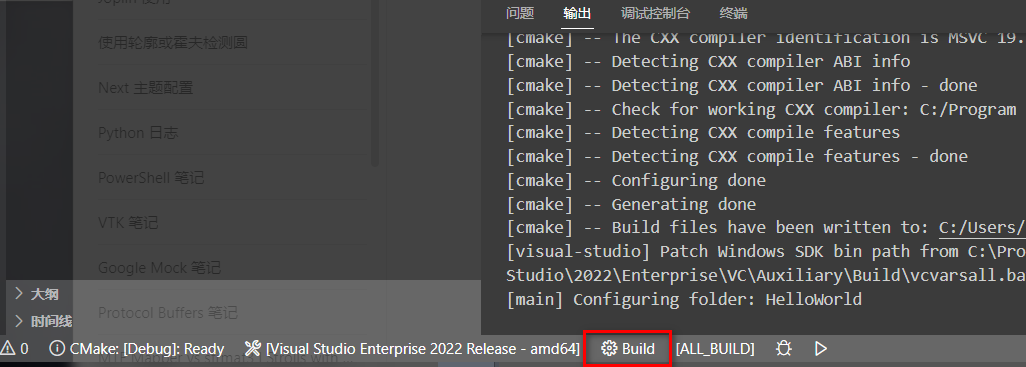 Joplin 使用
使用轮廓或霍夫检测圆
Next 主题配置
Python 日志
PowerShell 笔记
VTK 笔记
Google Mock 笔记
Protocol Buffers 笔记
大纲
时间线
问题 输出 调试控制台 终端
[cmake] -- The CXX compiler identification is MSVC 19.
[cmake] -- Detecting CXX compiler ABI info
[cmake] -- Detecting CXX compiler ABI info - done
[cmake] -- Check for working CXX compiler: C:/Program
[cmake] -- Detecting CXX compile features
[cmake] -- Detecting CXX compile features - done
[cmake] -- Configuring done
[cmake] -- Generating done
[cmake] -- Build files have been written to: C:/Users/
[visual-studio] Patch Windows SDK bin path from C:\Pro
Studio\2022\Enterprise\VC\Auxiliary\Build\vcvarsall.ba
[main] Configuring folder: HelloWorld
0 CMake: [Debug]: Ready [Visual Studio Enterprise 2022 Release - amd64] Build [ALL_BUILD]